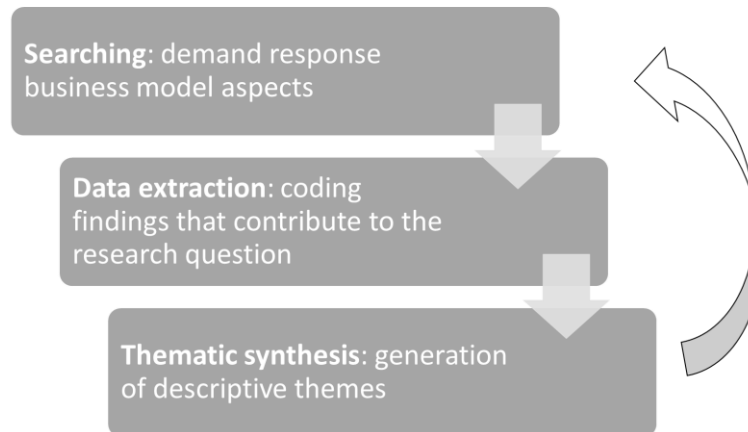 Searching: demand response
business model aspects
Data extraction: coding
findings that contribute to the
research question
Thematic synthesis: generation
of descriptive themes